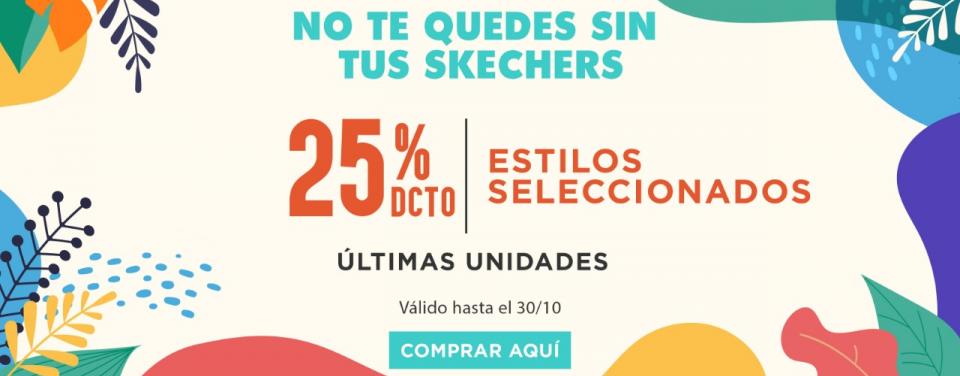 NO TE QUEDES SIN
TUS SKECHERS
25% DCTO
ESTILOS
SELECCIONADOS
ÚLTIMAS UNIDADES
Válido hasta el 30/10
COMPRAR AQUÍ